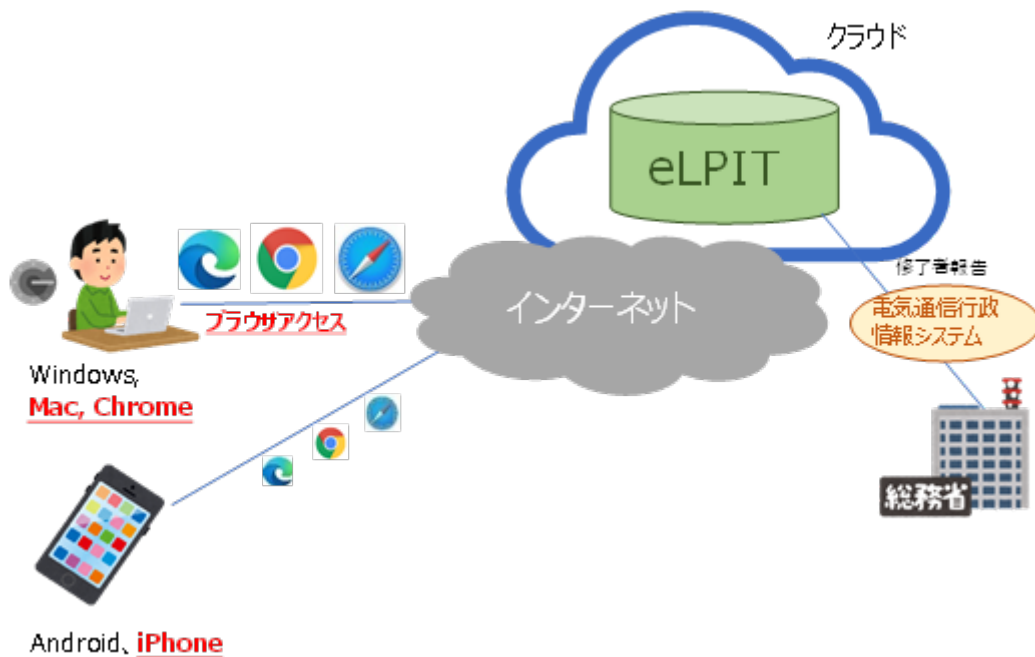 クラウド
eLPIT
修了者報告
インターネット
電気通信行政
情報システム
ブラウザアクセス
Windows,
Mac, Chrome
総務省
Android、iPhone